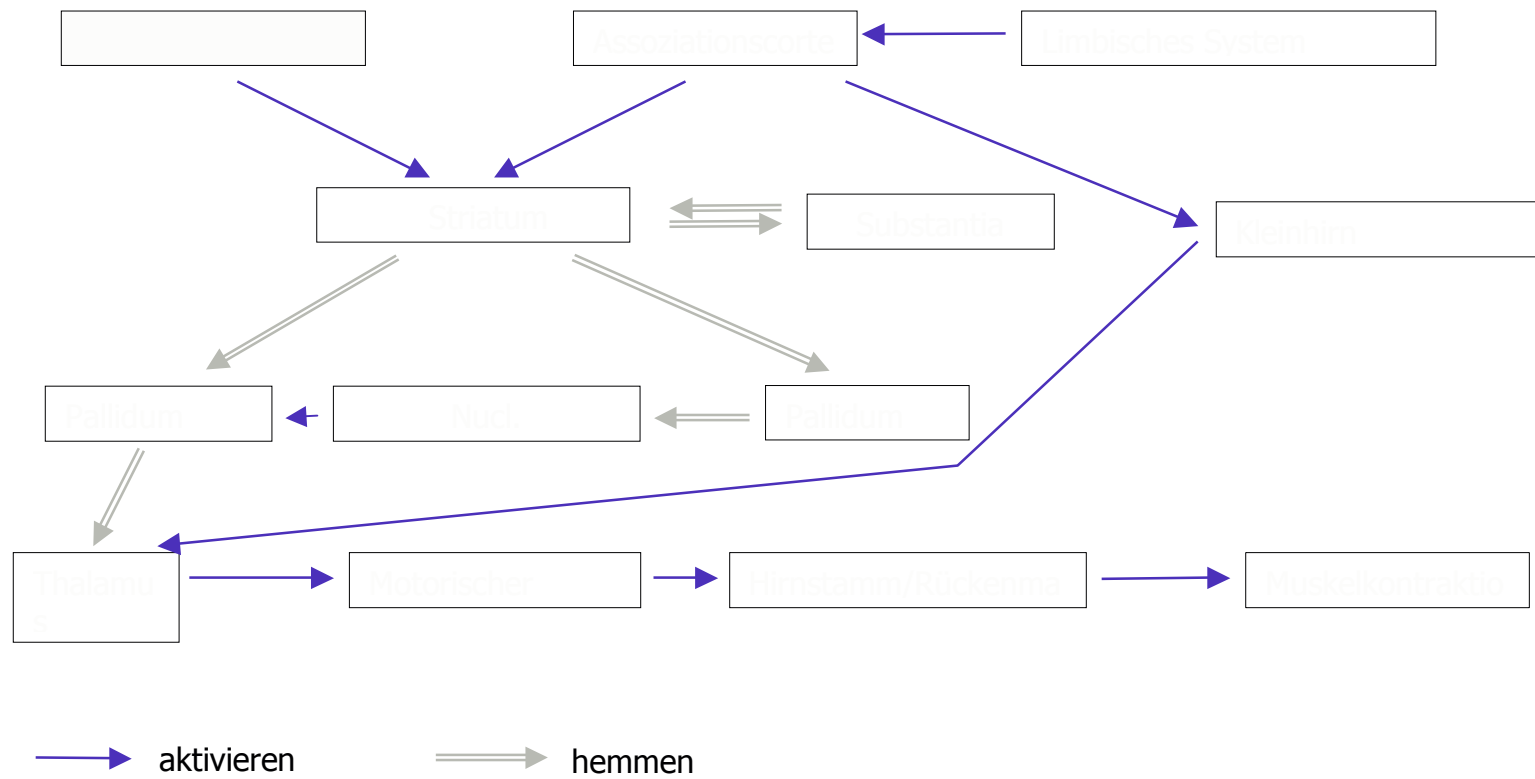 Assoziationscorte
Limbisches System
Striatum
Substantia
Kleinhirn
Pallidum
Nucl.
Pallidum
Thalamu
s
Motorischer
Hirnstamm/Rückenma
Muskelkontraktio
aktivieren
hemmen